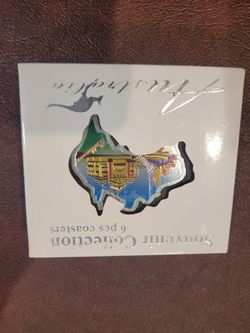 Australia
Souvenir Collection
6 pcs coasters